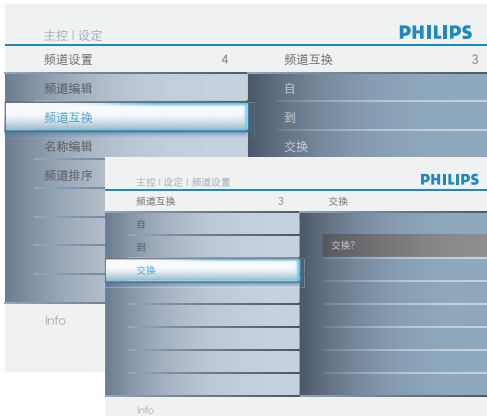 主控 | 设定 PHILIPS
频道设置 4 频道互换 3
频道编辑 自
频道互换 到
名称编辑 交换
频道排序
Info
主控 | 设定 | 频道设置 PHILIPS
频道互换 3 交换
自
到 交换?
交换
Info